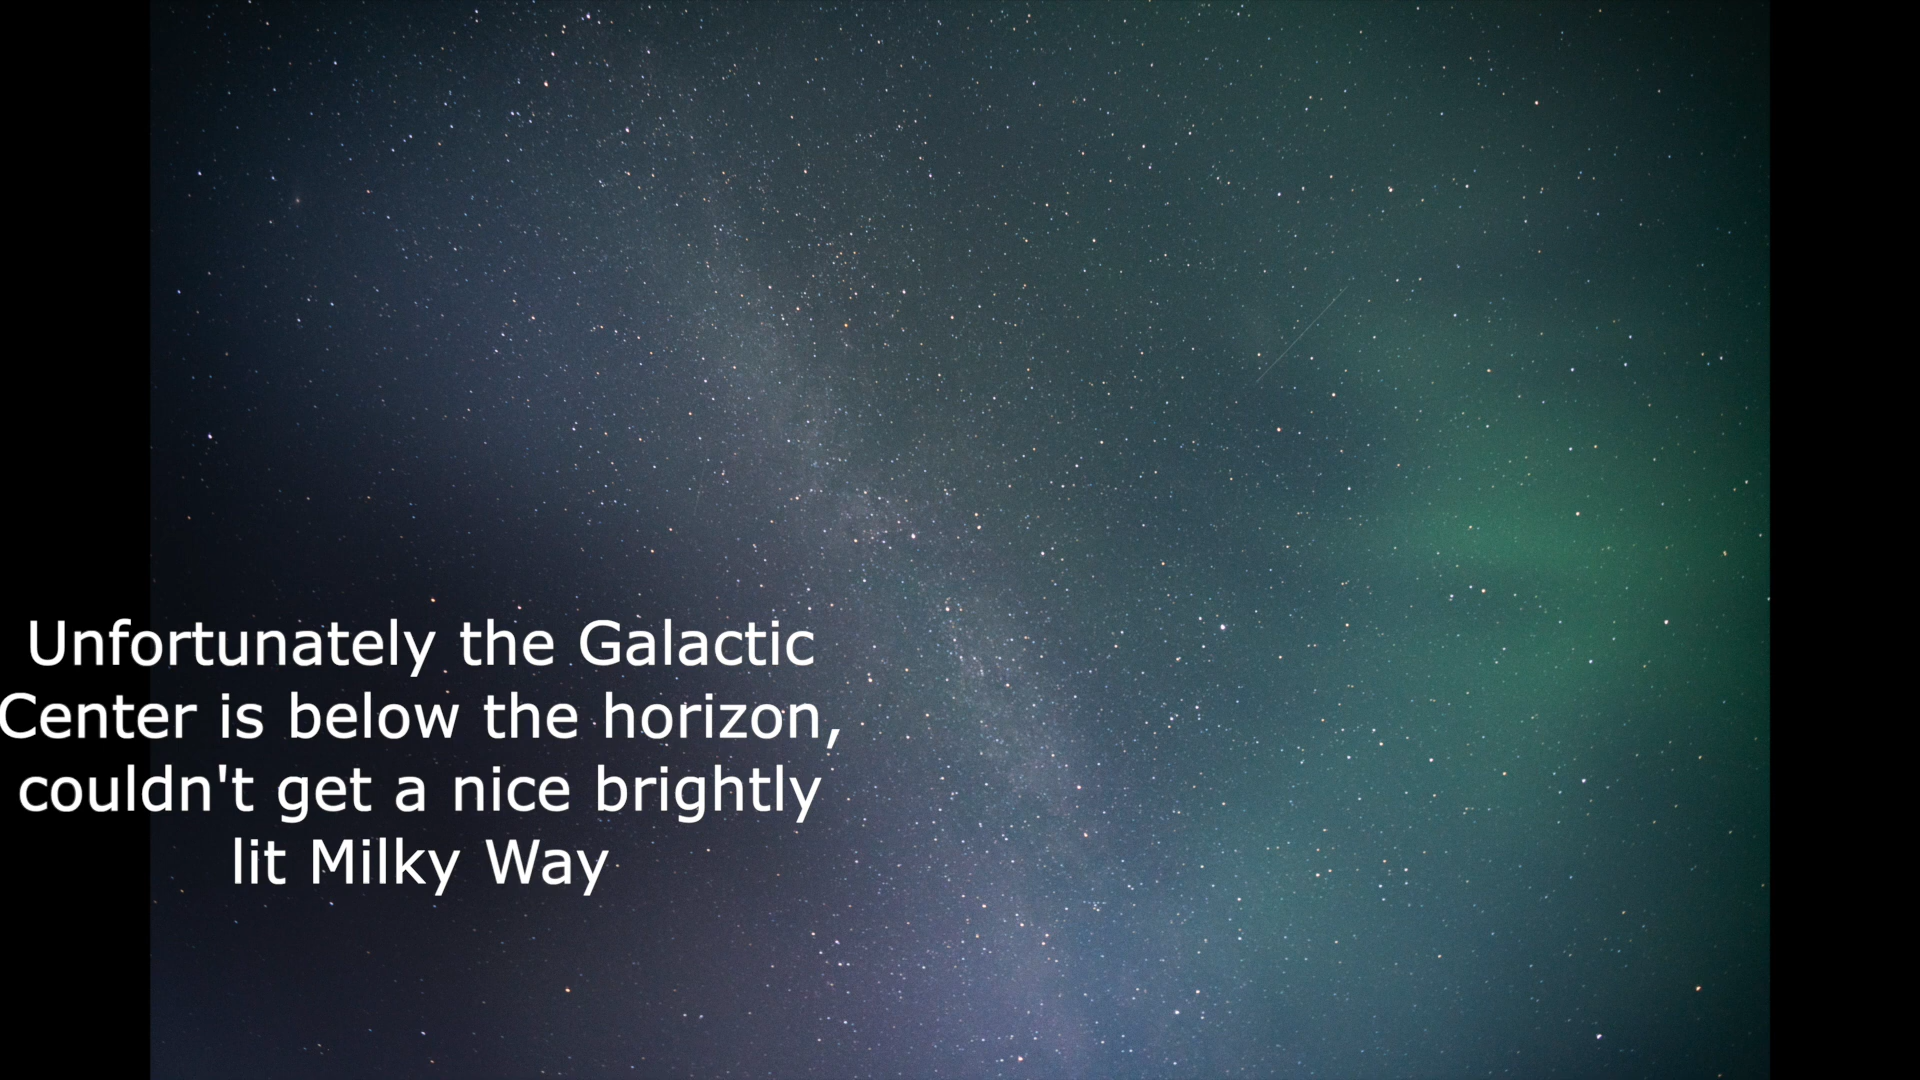 Unfortunately the Galactic
Center is below the horizon,
couldn't get a nice brightly
lit Milky Way